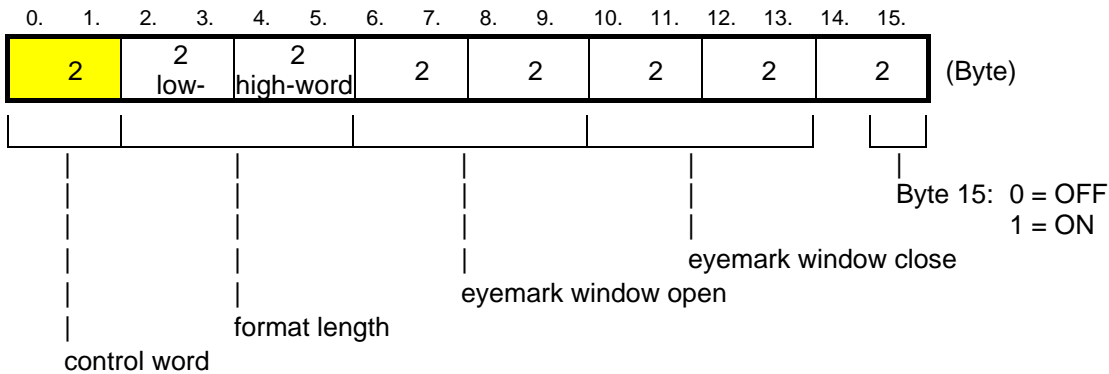 0. 1. 2. 3. 4. 5. 6. 7. 8. 9. 10. 11. 12. 13. 14. 15.
2 2 2 2 2 2 2 2 (Byte)
low- high-word
Byte 15: 0 = OFF
1 = ON
eyemark window close
eyemark window open
format length
control word